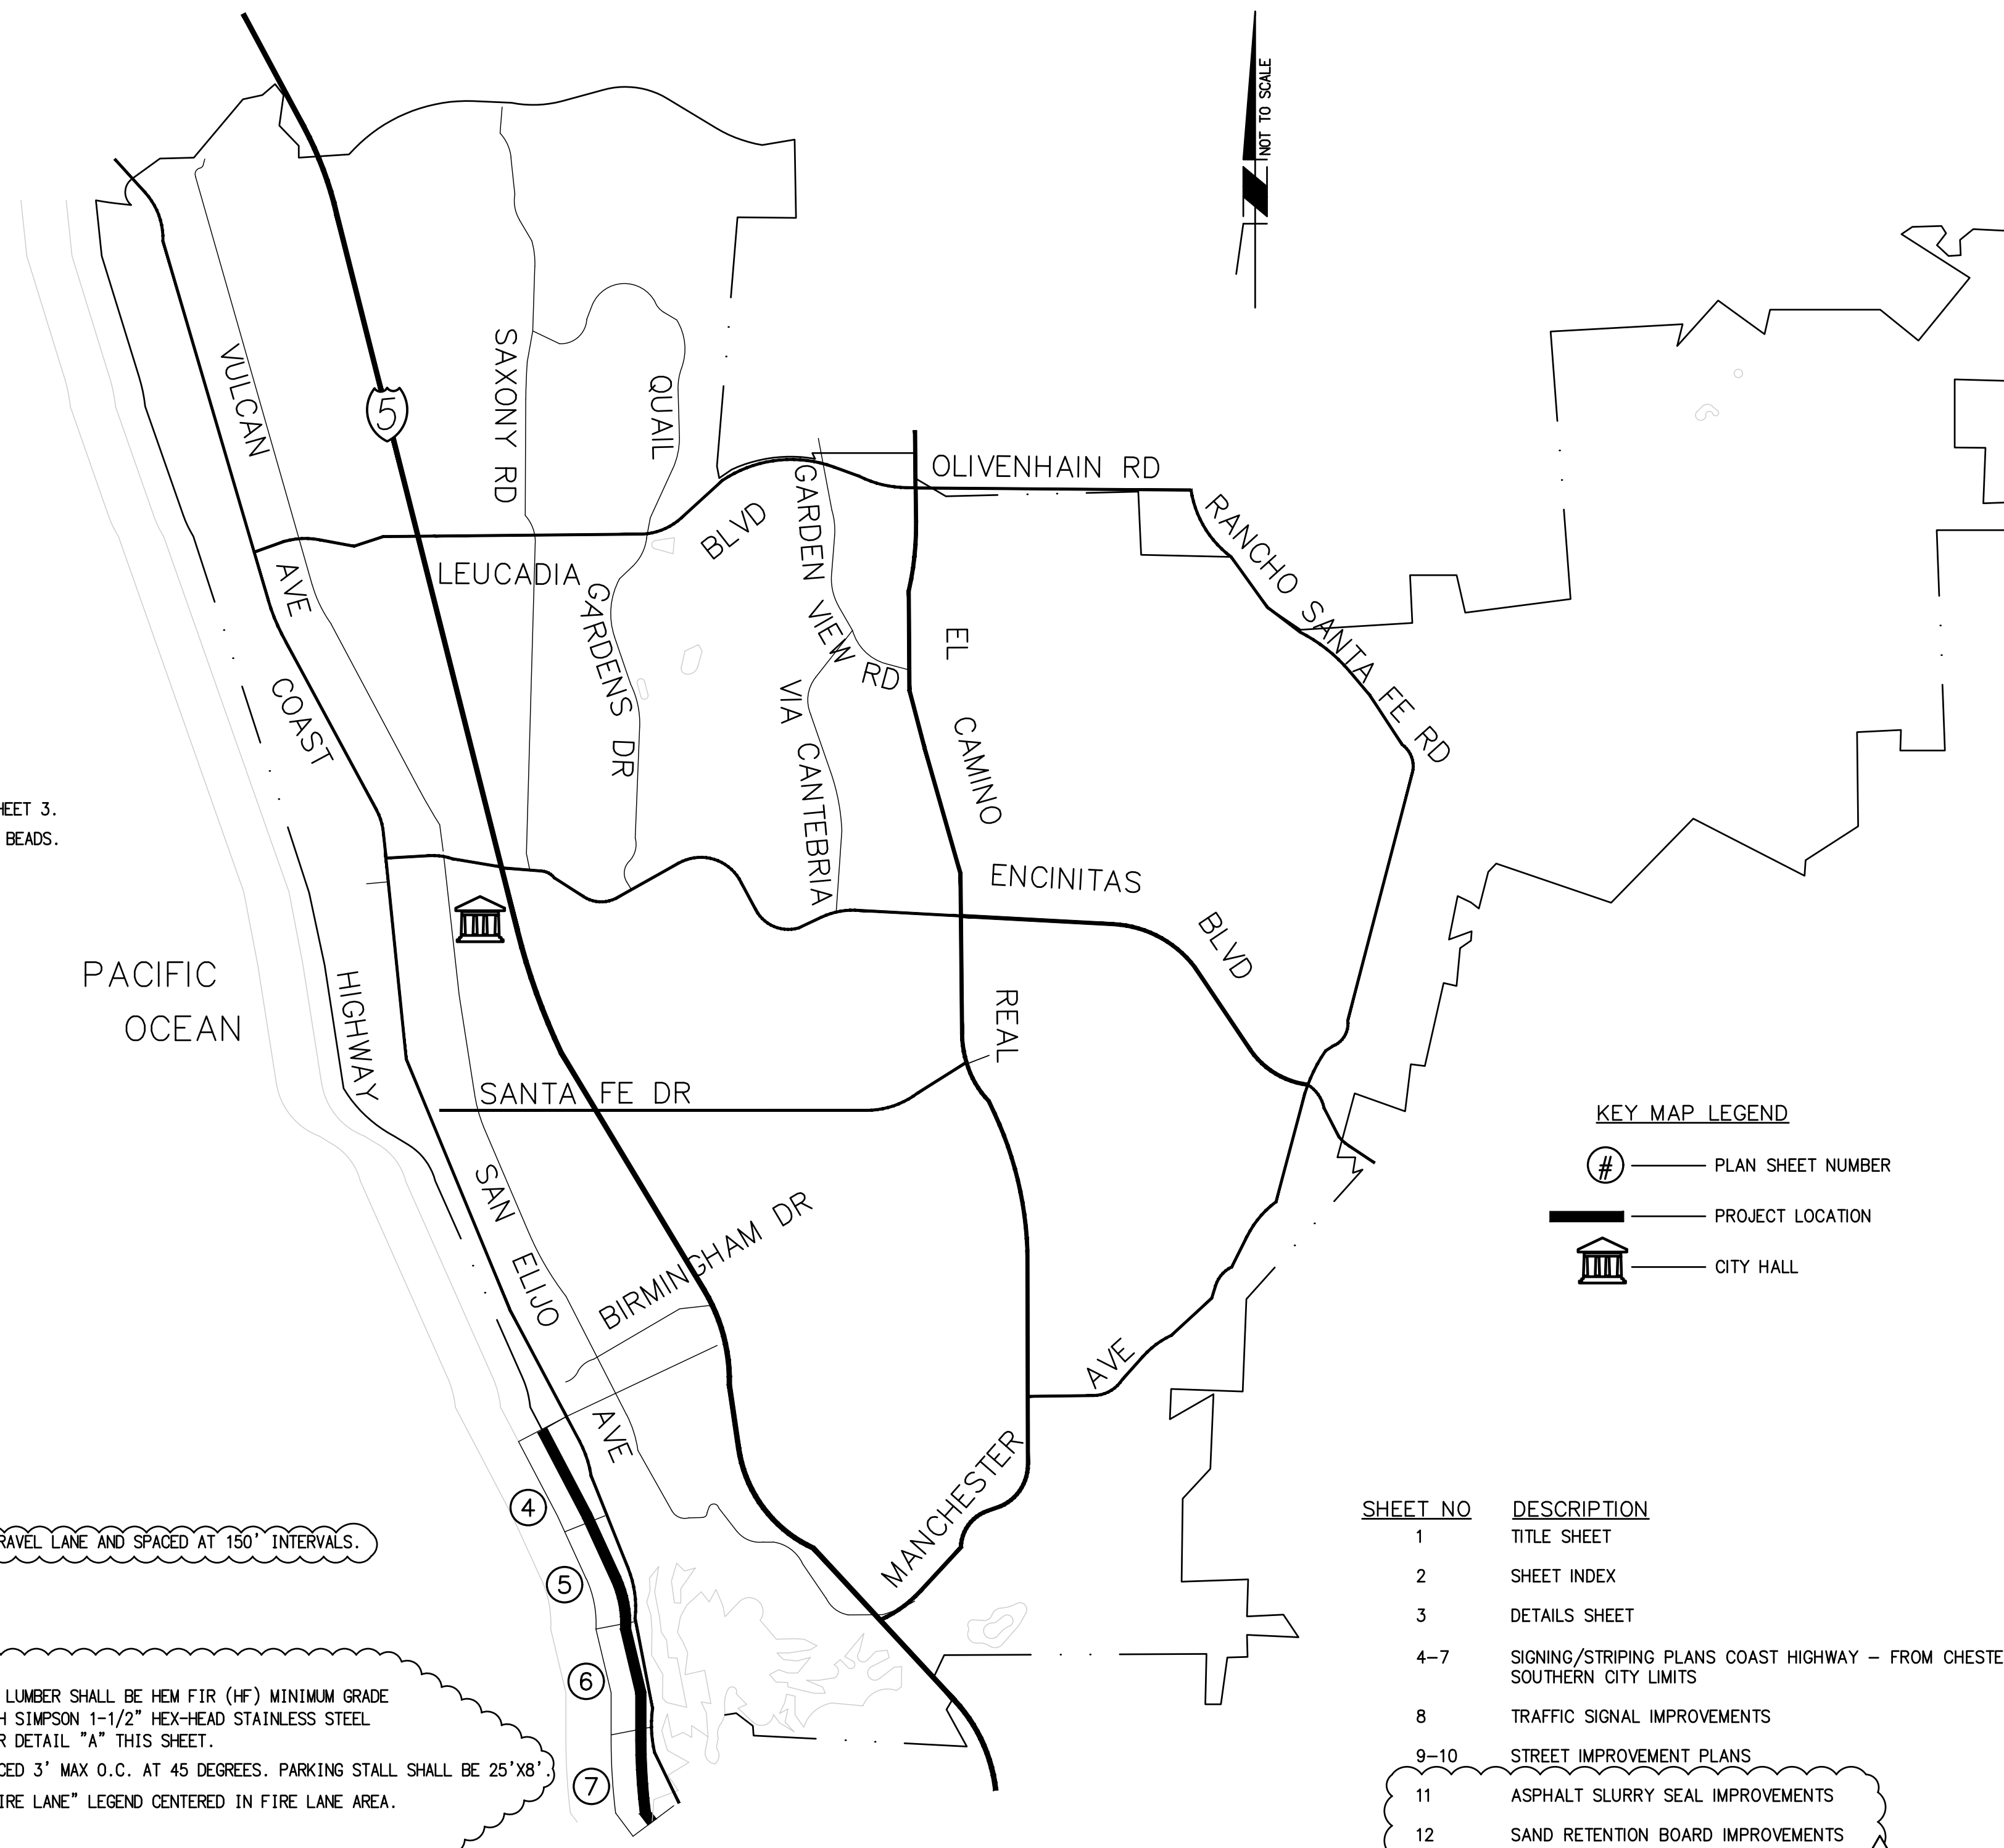 NOT TO SCALE
VULCAN
AVE
5
SAXONY RD
QUAIL
GARDENS DR
LEUCADIA
BLVD
GARDEN
VIEW
RD
OLIVENHAIN RD
RANCHO SANTA FE RD
EL
CAMINO
REAL
VIA CANTEBRIA
COAST
HIGHWAY
ENCINITAS
BLVD
PACIFIC
OCEAN
SANTA FE DR
SAN ELIJO
AVE
BIRMINGHAM DR
MANCHESTER
AVE
4
5
6
7
HEET 3.
BEADS.
RAVEL LANE AND SPACED AT 150' INTERVALS.
LUMBER SHALL BE HEM FIR (HF) MINIMUM GRADE
H SIMPSON 1-1/2" HEX-HEAD STAINLESS STEEL
R DETAIL "A" THIS SHEET.
CED 3' MAX O.C. AT 45 DEGREES. PARKING STALL SHALL BE 25'X8'.
IRE LANE" LEGEND CENTERED IN FIRE LANE AREA.
KEY MAP LEGEND
# PLAN SHEET NUMBER
PROJECT LOCATION
CITY HALL
SHEET NO DESCRIPTION
1 TITLE SHEET
2 SHEET INDEX
3 DETAILS SHEET
4-7 SIGNING/STRIPING PLANS COAST HIGHWAY – FROM CHESTE
SOUTHERN CITY LIMITS
8 TRAFFIC SIGNAL IMPROVEMENTS
9-10 STREET IMPROVEMENT PLANS
11 ASPHALT SLURRY SEAL IMPROVEMENTS
12 SAND RETENTION BOARD IMPROVEMENTS